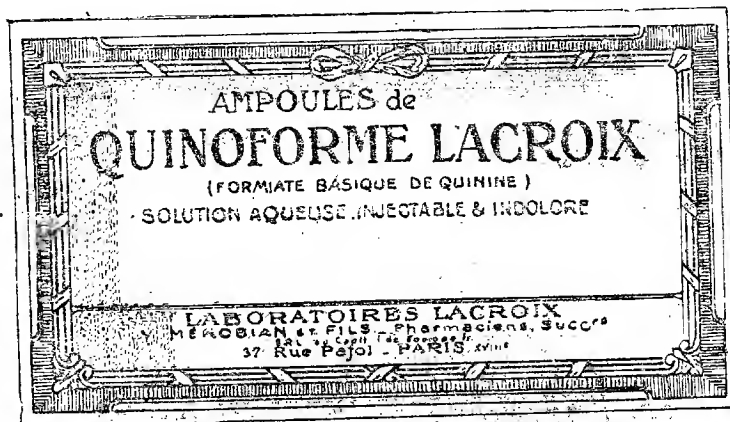 AMPOULES de
QUINOFORME LACROIX
(FORMIATE BASIQUE DE QUININE)
SOLUTION AQUEUSE INJECTABLE & INDOLORE
LABORATOIRES LACROIX
MÉROBIAN et FILS - Pharmaciens, Succrs
37 Rue Pajol - PARIS XVIIIe